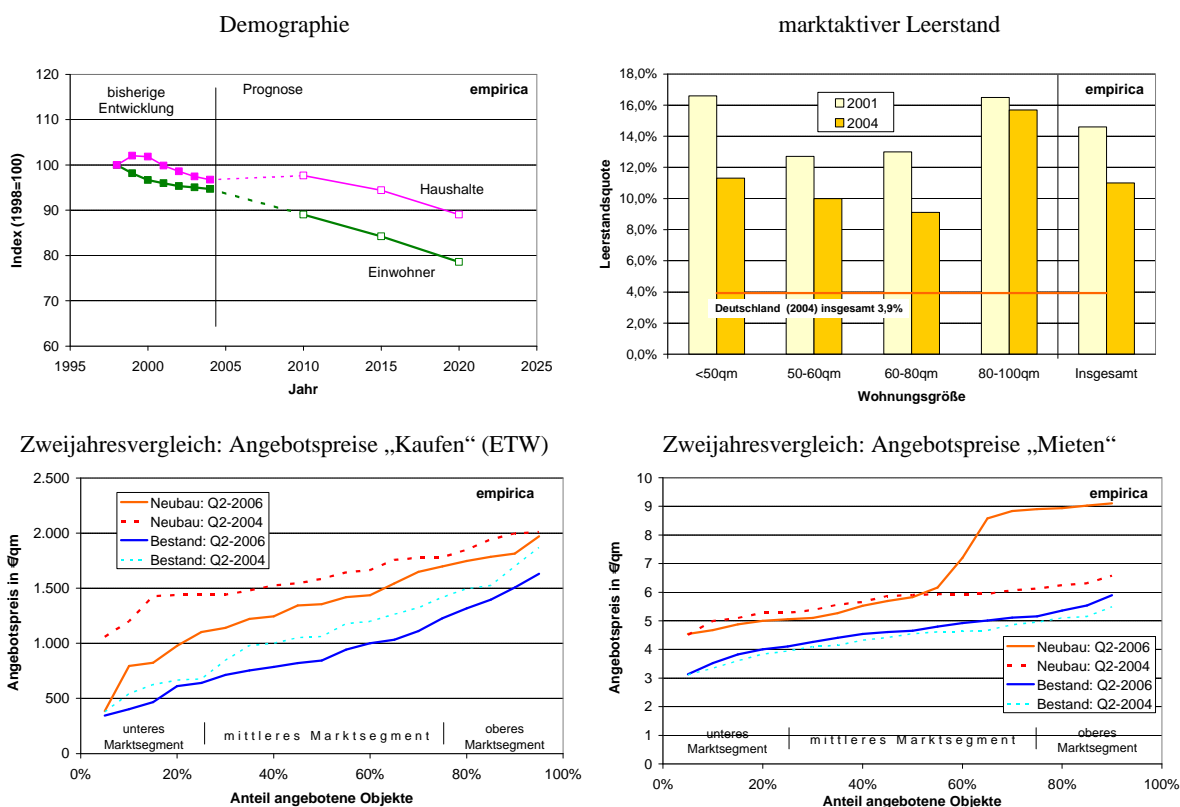 Demographie
120
110
100
90
80
70
60
Index (1998=100)
bisherige
Entwicklung
Prognose
empirica
Haushalte
Einwohner
1995
2000
2005
2010
2015
2020
2025
Jahr
marktaktiver Leerstand
18,0%
16,0%
14,0%
12,0%
10,0%
8,0%
6,0%
4,0%
2,0%
0,0%
Leerstandsquote
2001
2004
empirica
Deutschland (2004) insgesamt 3,9%
<50qm
50-60qm
60-80qm
80-100qm
Insgesamt
Wohnungsgröße
Zweijahresvergleich: Angebotspreise „Kaufen“ (ETW)
2.500
2.000
1.500
1.000
500
0
Angebotspreis in €/qm
Neubau: Q2-2006
Neubau: Q2-2004
Bestand: Q2-2006
Bestand: Q2-2004
empirica
unteres
Marktsegment
mittleres Marktsegment
oberes
Marktsegment
0%
20%
40%
60%
80%
100%
Anteil angebotene Objekte
Zweijahresvergleich: Angebotspreise „Mieten“
10
9
8
7
6
5
4
3
2
1
0
Angebotspreis in €/qm
empirica
Neubau: Q2-2006
Neubau: Q2-2004
Bestand: Q2-2006
Bestand: Q2-2004
unteres
Marktsegment
mittleres Marktsegment
oberes
Marktsegment
0%
20%
40%
60%
80%
100%
Anteil angebotene Objekte